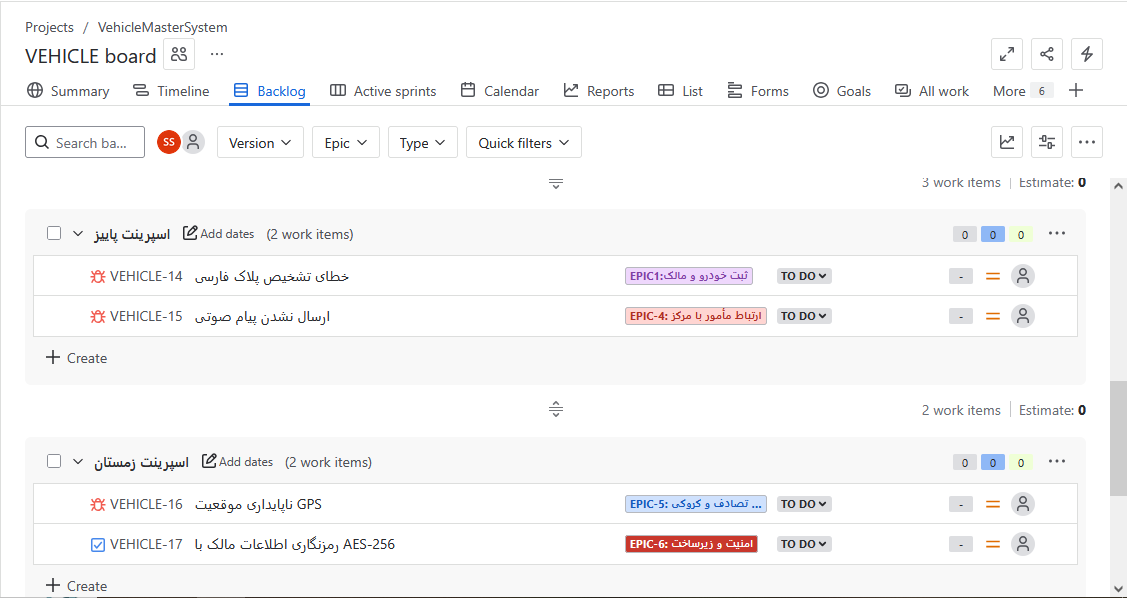 Projects / VehicleMasterSystem
VEHICLE board
Summary Timeline Backlog Active sprints Calendar Reports List Forms Goals All work More 6
Search ba... SS Version Epic Type Quick filters
3 work items Estimate: 0
اسپرینت پاییز Add dates (2 work items) 0 0 0
VEHICLE-14 خطای تشخیص پلاک فارسی EPIC1:ثبت خودرو و مالک TO DO -
VEHICLE-15 ارسال نشدن پیام صوتی EPIC-4: ارتباط مأمور با مرکز TO DO -
Create
2 work items Estimate: 0
اسپرینت زمستان Add dates (2 work items) 0 0 0
VEHICLE-16 ناپایداری موقعیت GPS EPIC-5: تصادف و کروکی ... TO DO -
VEHICLE-17 رمزنگاری اطلاعات مالک با AES-256 EPIC-6: امنیت و زیرساخت TO DO -
Create